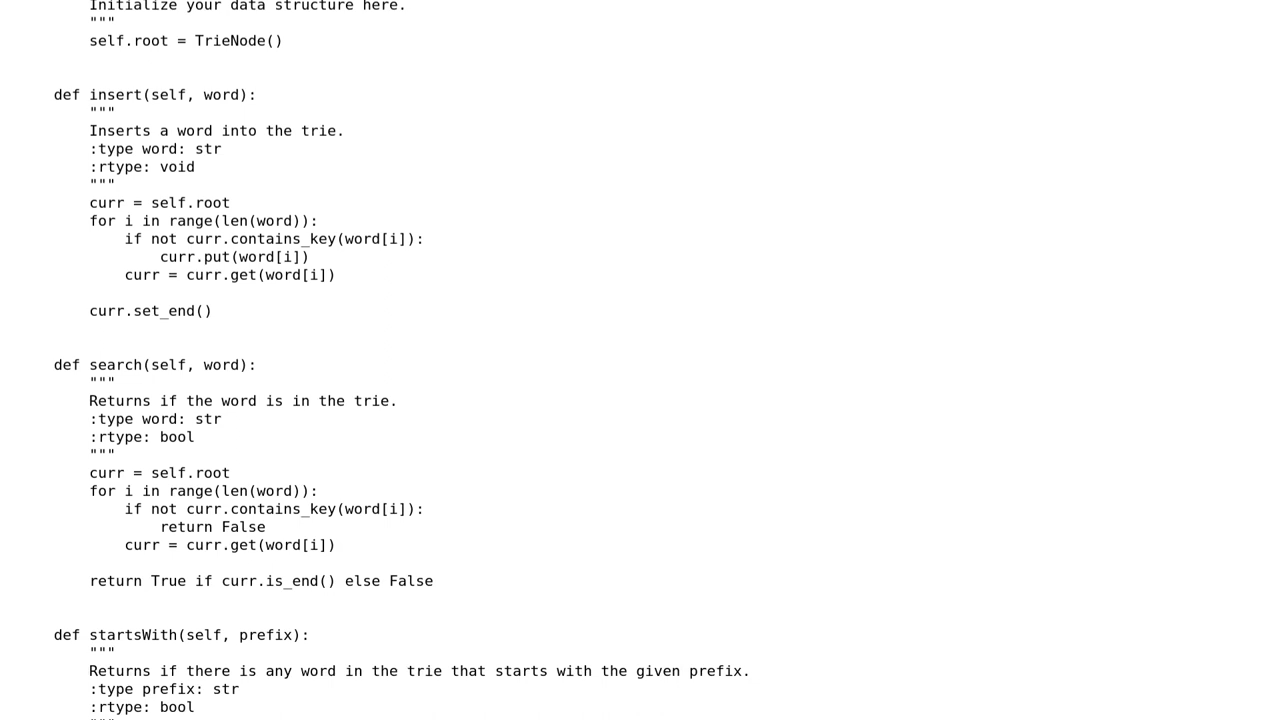 Initialize your data structure here.
        """
        self.root = TrieNode()


    def insert(self, word):
        """
        Inserts a word into the trie.
        :type word: str
        :rtype: void
        """
        curr = self.root
        for i in range(len(word)):
            if not curr.contains_key(word[i]):
                curr.put(word[i])
            curr = curr.get(word[i])

        curr.set_end()


    def search(self, word):
        """
        Returns if the word is in the trie.
        :type word: str
        :rtype: bool
        """
        curr = self.root
        for i in range(len(word)):
            if not curr.contains_key(word[i]):
                return False
            curr = curr.get(word[i])

        return True if curr.is_end() else False


    def startsWith(self, prefix):
        """
        Returns if there is any word in the trie that starts with the given prefix.
        :type prefix: str
        :rtype: bool
        """